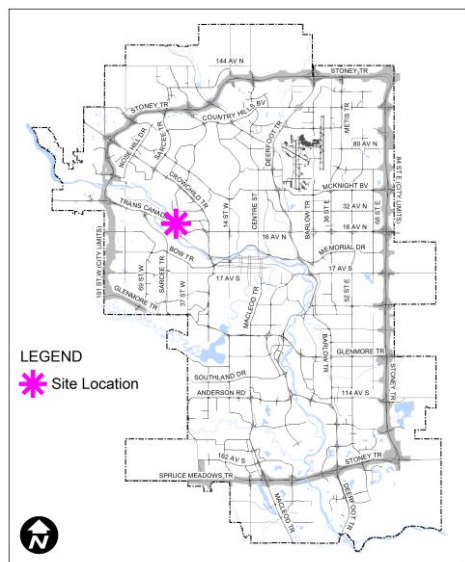 144 AV N
STONEY TR
STONEY TR
COUNTRY HILLS BV
METIS TR
NOSE HILL DR
SARCEE TR
DEERFOOT TR
80 AV N
84 ST E (CITY LIMITS)
CROWCHILD TR
MCKNIGHT BV
TRANS CANADA
14 ST W
CENTRE ST
BARLOW TR
36 ST E
32 AV N
68 ST E
16 AV N
16 AV N
MEMORIAL DR
BOW TR
101 ST W (CITY LIMITS)
69 ST W
SARCEE TR
37 ST W
17 AV S
17 AV S
MACLEOD TR
52 ST E
GLENMORE TR
BARLOW TR
GLENMORE TR
LEGEND
Site Location
SOUTHLAND DR
STONEY TR
ANDERSON RD
114 AV S
162 AV S
STONEY TR
SPRUCE MEADOWS TR
MACLEOD TR
DEERFOOT TR
N